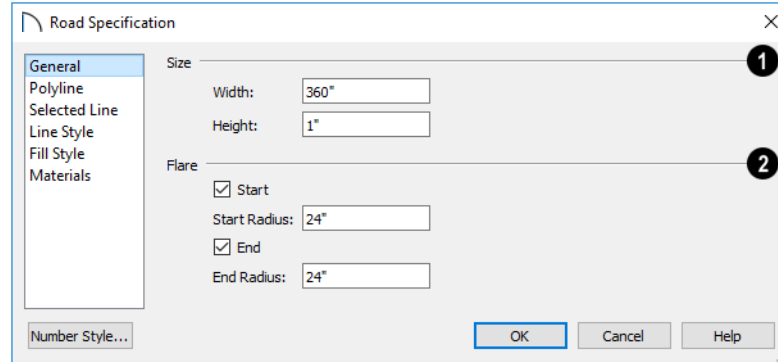 Road Specification
General
Polyline
Selected Line
Line Style
Fill Style
Materials
Size
1
Width: 360"
Height: 1"
Flare
2
Start
Start Radius: 24"
End
End Radius: 24"
Number Style...
OK
Cancel
Help